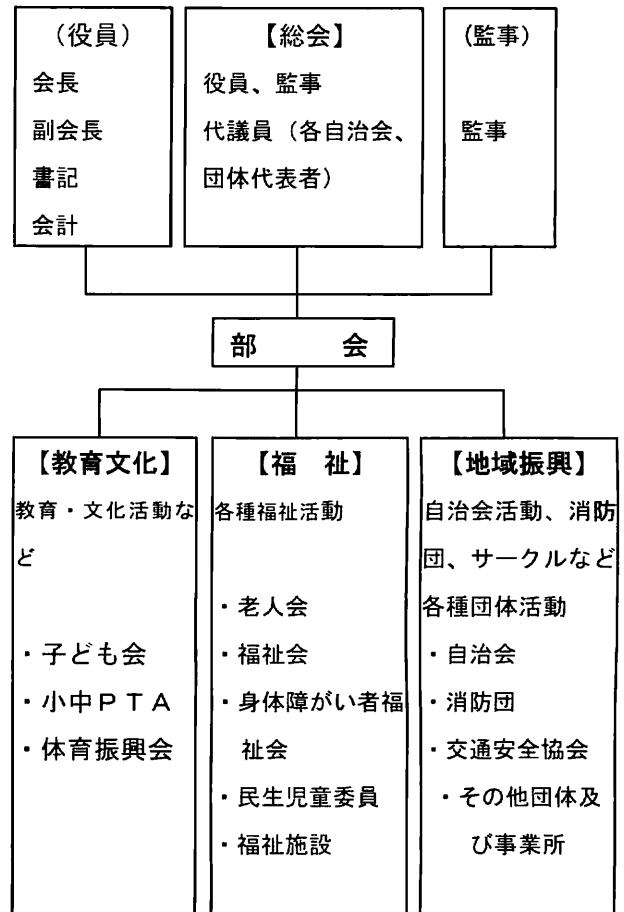 （役員）
会長
副会長
書記
会計
【総会】
役員、監事
代議員（各自治会、
団体代表者）
(監事)
監事
部　　会
【教育文化】
教育・文化活動な
ど
・子ども会
・小中ＰＴＡ
・体育振興会
【福　祉】
各種福祉活動
・老人会
・福祉会
・身体障がい者福
祉会
・民生児童委員
・福祉施設
【地域振興】
自治会活動、消防
団、サークルなど
各種団体活動
・自治会
・消防団
・交通安全協会
・その他団体及
び事業所